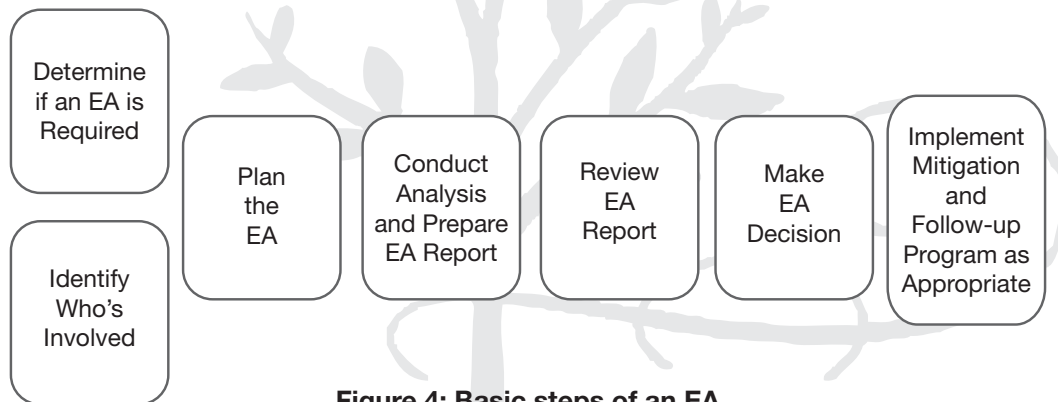 Determine
if an EA is
Required
Identify
Who's
Involved
Plan
the
EA
Conduct
Analysis
and Prepare
EA Report
Review
EA
Report
Make
EA
Decision
Implement
Mitigation
and
Follow-up
Program as
Appropriate
Figure 4: Basic steps of an EA